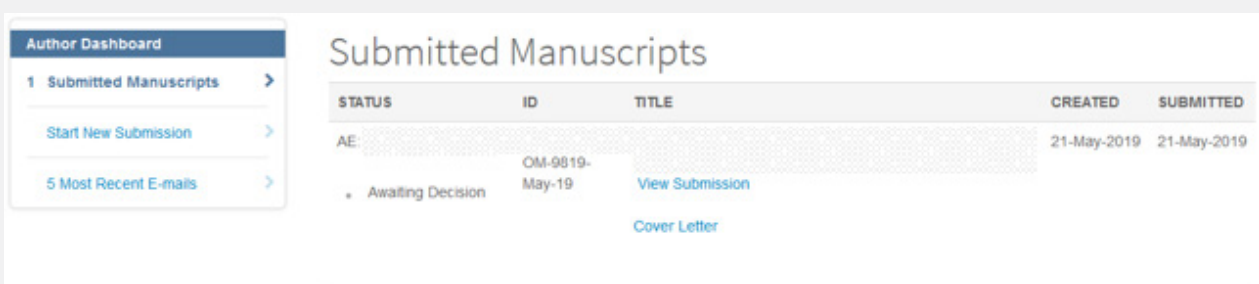 Author Dashboard
1 Submitted Manuscripts
Start New Submission
5 Most Recent E-mails
Submitted Manuscripts
STATUS ID TITLE CREATED SUBMITTED
AE: 21-May-2019 21-May-2019
OM-9819-
May-19
Awaiting Decision
View Submission
Cover Letter